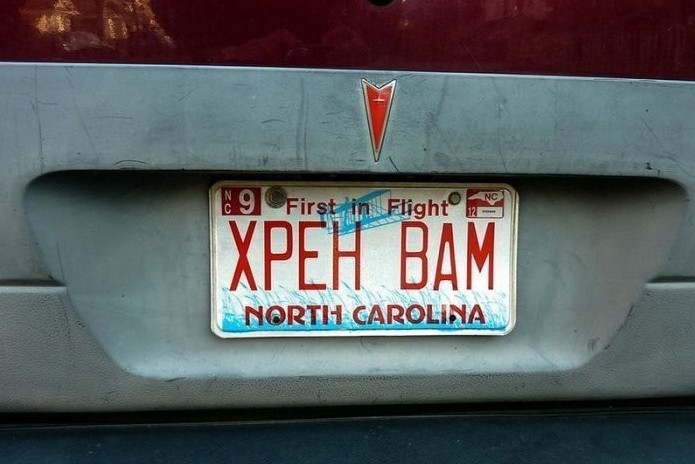 NC 9 First in Flight NC 12
XPEH BAM
NORTH CAROLINA